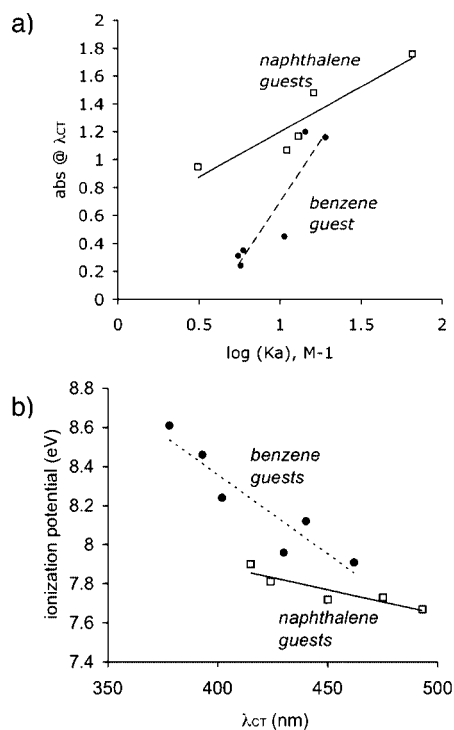 a)
abs @ λCT
1.8
1.6
1.4
1.2
1
0.8
0.6
0.4
0.2
0
naphthalene
guests
benzene
guest
0
0.5
1
1.5
2
log (Ka), M-1
b)
ionization potential (eV)
8.8
8.6
8.4
8.2
8
7.8
7.6
7.4
benzene
guests
naphthalene
guests
350
400
450
500
λCT (nm)